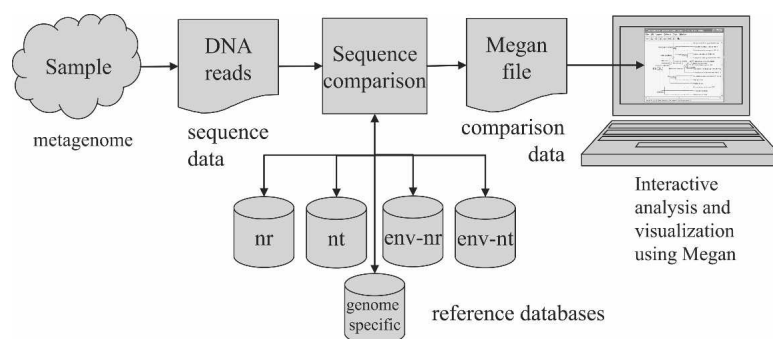 Sample
metagenome
DNA
reads
sequence
data
Sequence
comparison
Megan
file
comparison
data
Interactive
analysis and
visualization
using Megan
nr
nt
env-nr
env-nt
genome
specific
reference databases